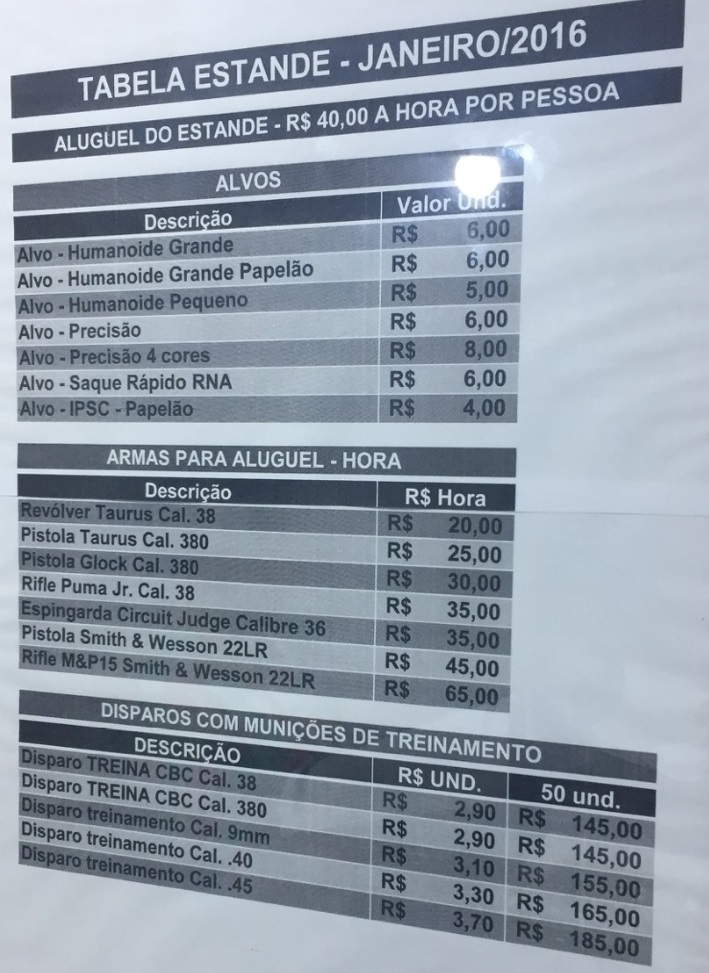 TABELA ESTANDE - JANEIRO/2016
ALUGUEL DO ESTANDE - R$ 40,00 A HORA POR PESSOA
ALVOS
Descrição Valor Und.
Alvo - Humanoide Grande R$ 6,00
Alvo - Humanoide Grande Papelão R$ 6,00
Alvo - Humanoide Pequeno R$ 5,00
Alvo - Precisão R$ 6,00
Alvo - Precisão 4 cores R$ 8,00
Alvo - Saque Rápido RNA R$ 6,00
Alvo - IPSC - Papelão R$ 4,00
ARMAS PARA ALUGUEL - HORA
Descrição R$ Hora
Revólver Taurus Cal. 38 R$ 20,00
Pistola Taurus Cal. 380 R$ 25,00
Pistola Glock Cal. 380 R$ 30,00
Rifle Puma Jr. Cal. 38 R$ 35,00
Espingarda Circuit Judge Calibre 36 R$ 35,00
Pistola Smith & Wesson 22LR R$ 45,00
Rifle M&P15 Smith & Wesson 22LR R$ 65,00
DISPAROS COM MUNIÇÕES DE TREINAMENTO
DESCRIÇÃO R$ UND. 50 und.
Disparo TREINA CBC Cal. 38 R$ 2,90 R$ 145,00
Disparo TREINA CBC Cal. 380 R$ 2,90 R$ 145,00
Disparo treinamento Cal. 9mm R$ 3,10 R$ 155,00
Disparo treinamento Cal. .40 R$ 3,30 R$ 165,00
Disparo treinamento Cal. .45 R$ 3,70 R$ 185,00